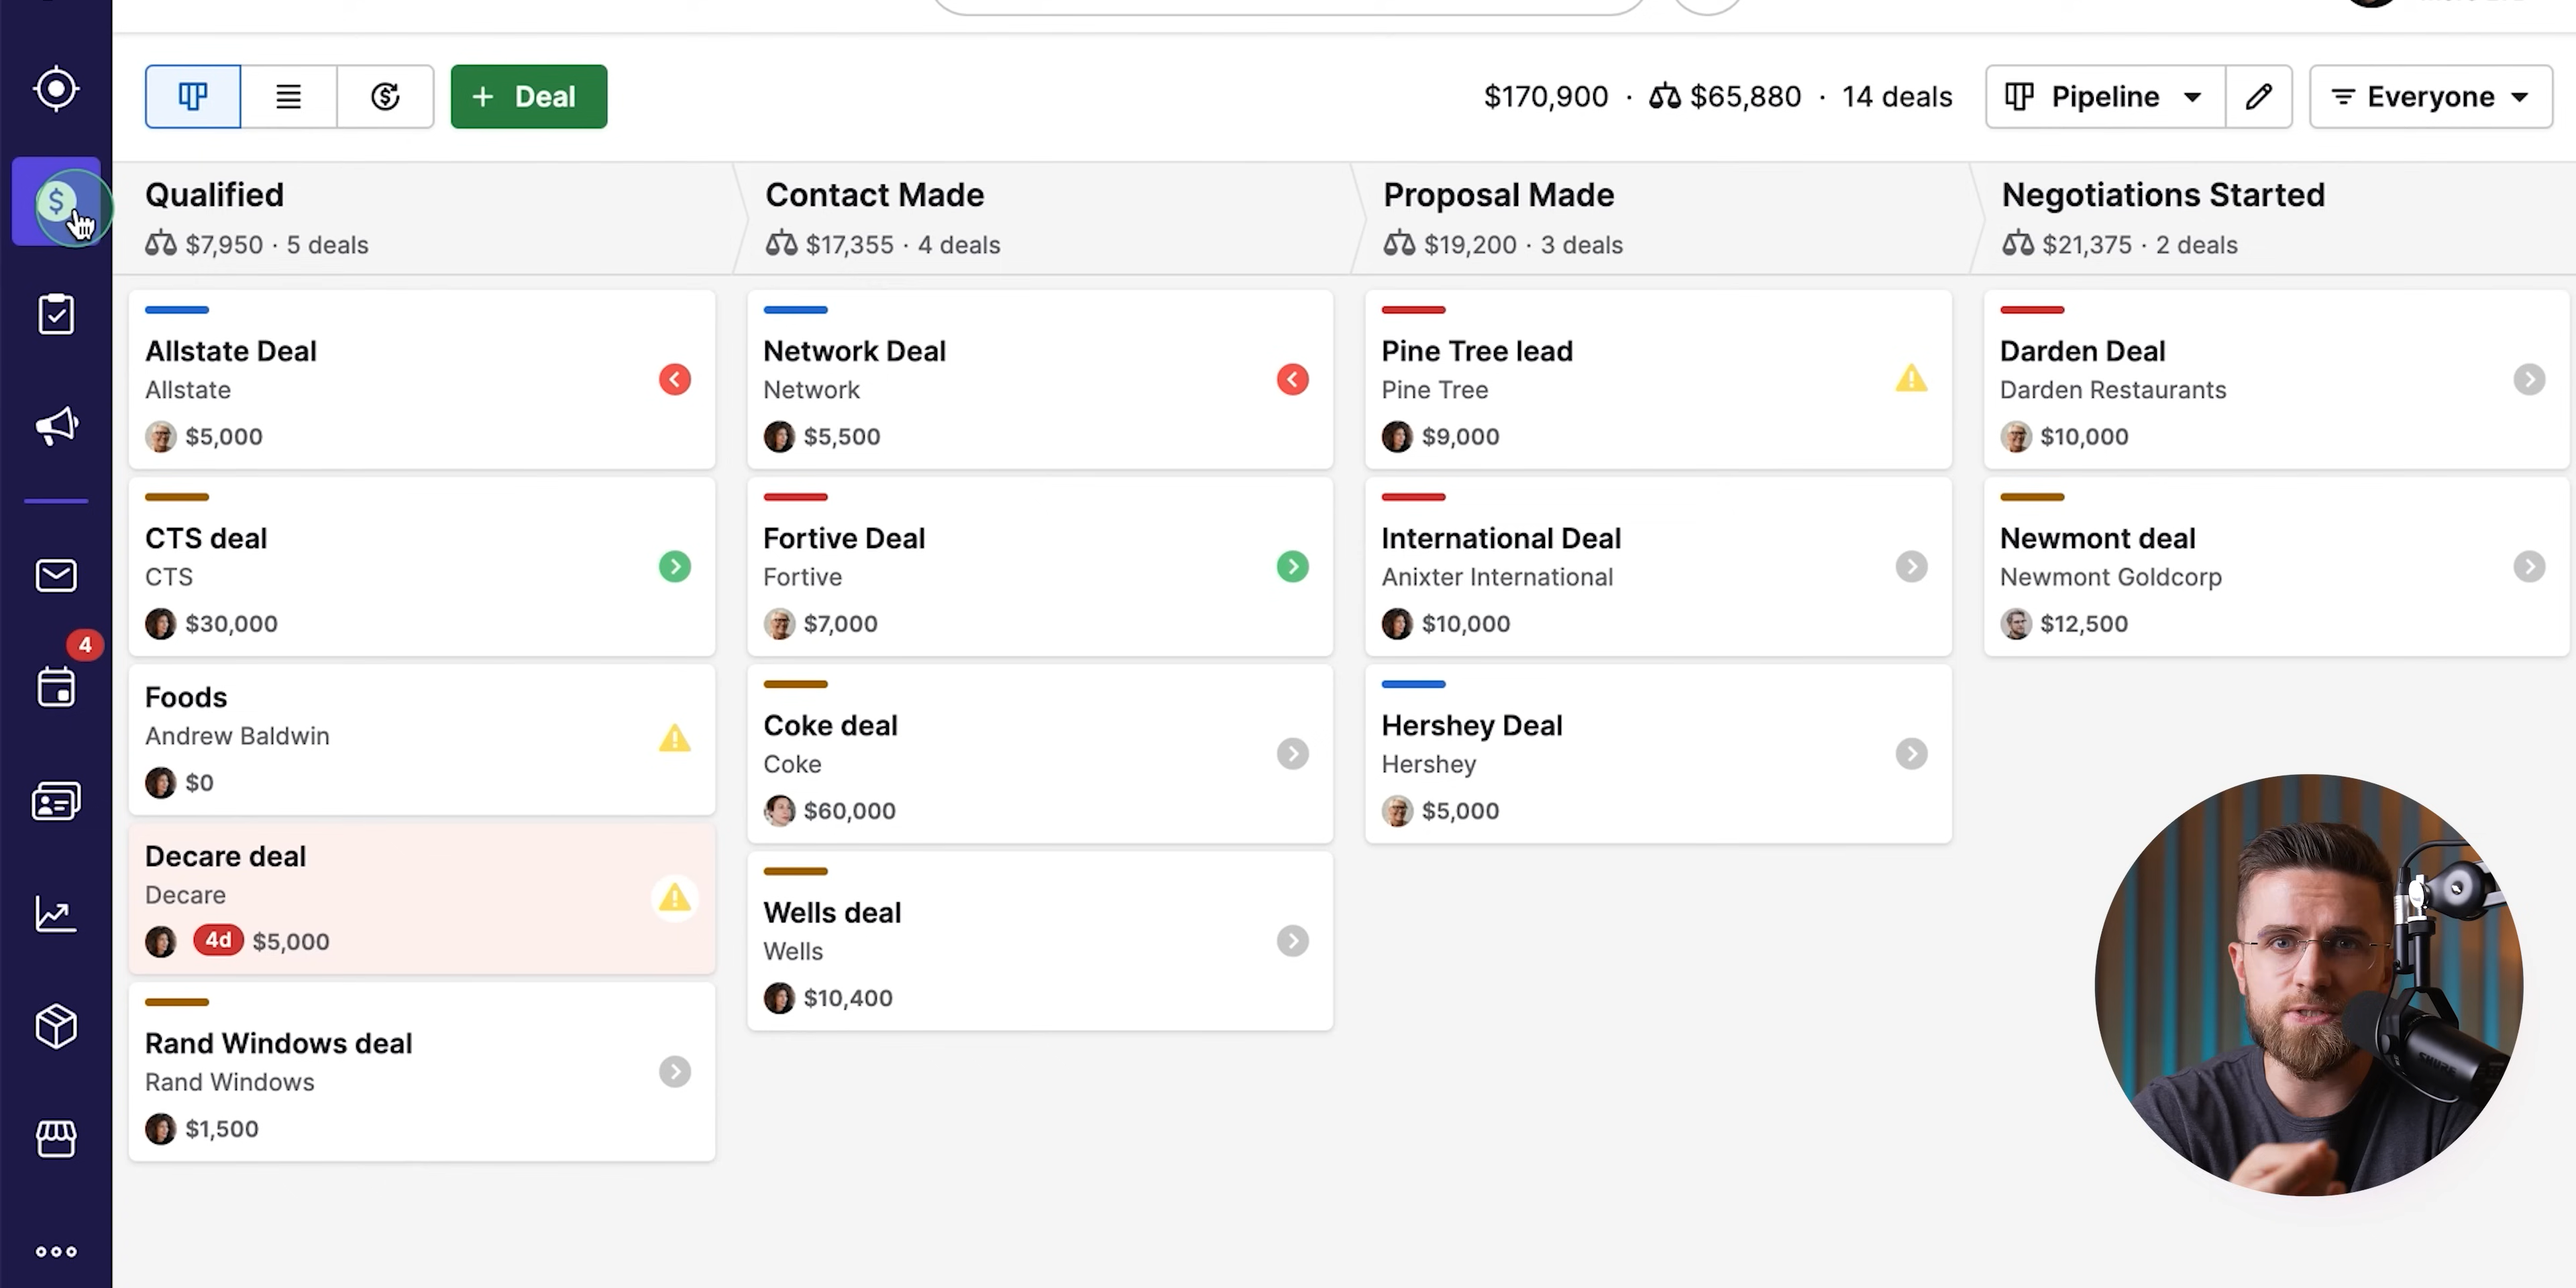 + Deal
$170,900 · $65,880 · 14 deals
Pipeline
Everyone
Qualified
$7,950 · 5 deals
Contact Made
$17,355 · 4 deals
Proposal Made
$19,200 · 3 deals
Negotiations Started
$21,375 · 2 deals
Allstate Deal
Allstate
$5,000
CTS deal
CTS
$30,000
Foods
Andrew Baldwin
$0
Decare deal
Decare
4d $5,000
Rand Windows deal
Rand Windows
$1,500
Network Deal
Network
$5,500
Fortive Deal
Fortive
$7,000
Coke deal
Coke
$60,000
Wells deal
Wells
$10,400
Pine Tree lead
Pine Tree
$9,000
International Deal
Anixter International
$10,000
Hershey Deal
Hershey
$5,000
Darden Deal
Darden Restaurants
$10,000
Newmont deal
Newmont Goldcorp
$12,500
4
SHURE